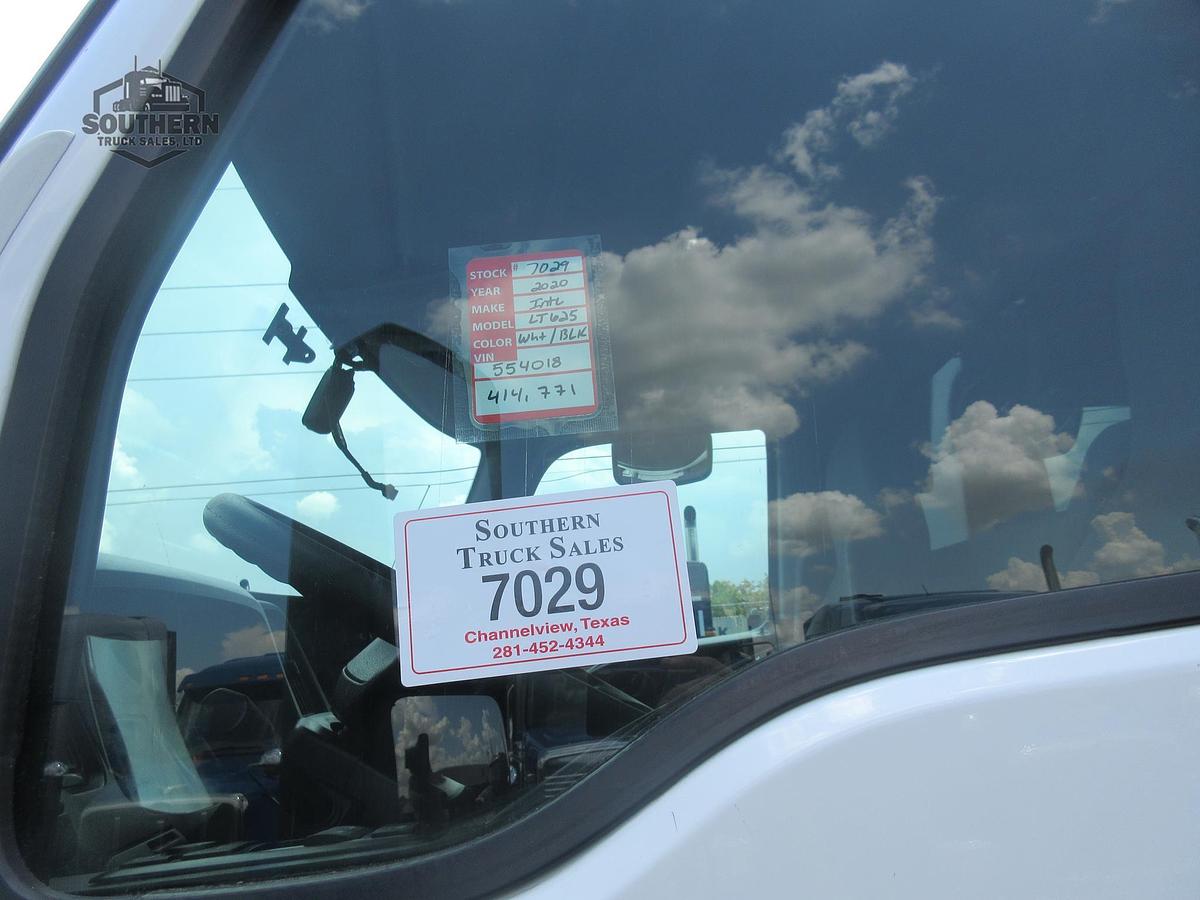 SOUTHERN
TRUCK SALES, LTD
STOCK # 7029
YEAR 2020
MAKE Intl
MODEL LT625
COLOR Wht/BLK
VIN
554018
414,771
SOUTHERN
TRUCK SALES
7029
Channelview, Texas
281-452-4344